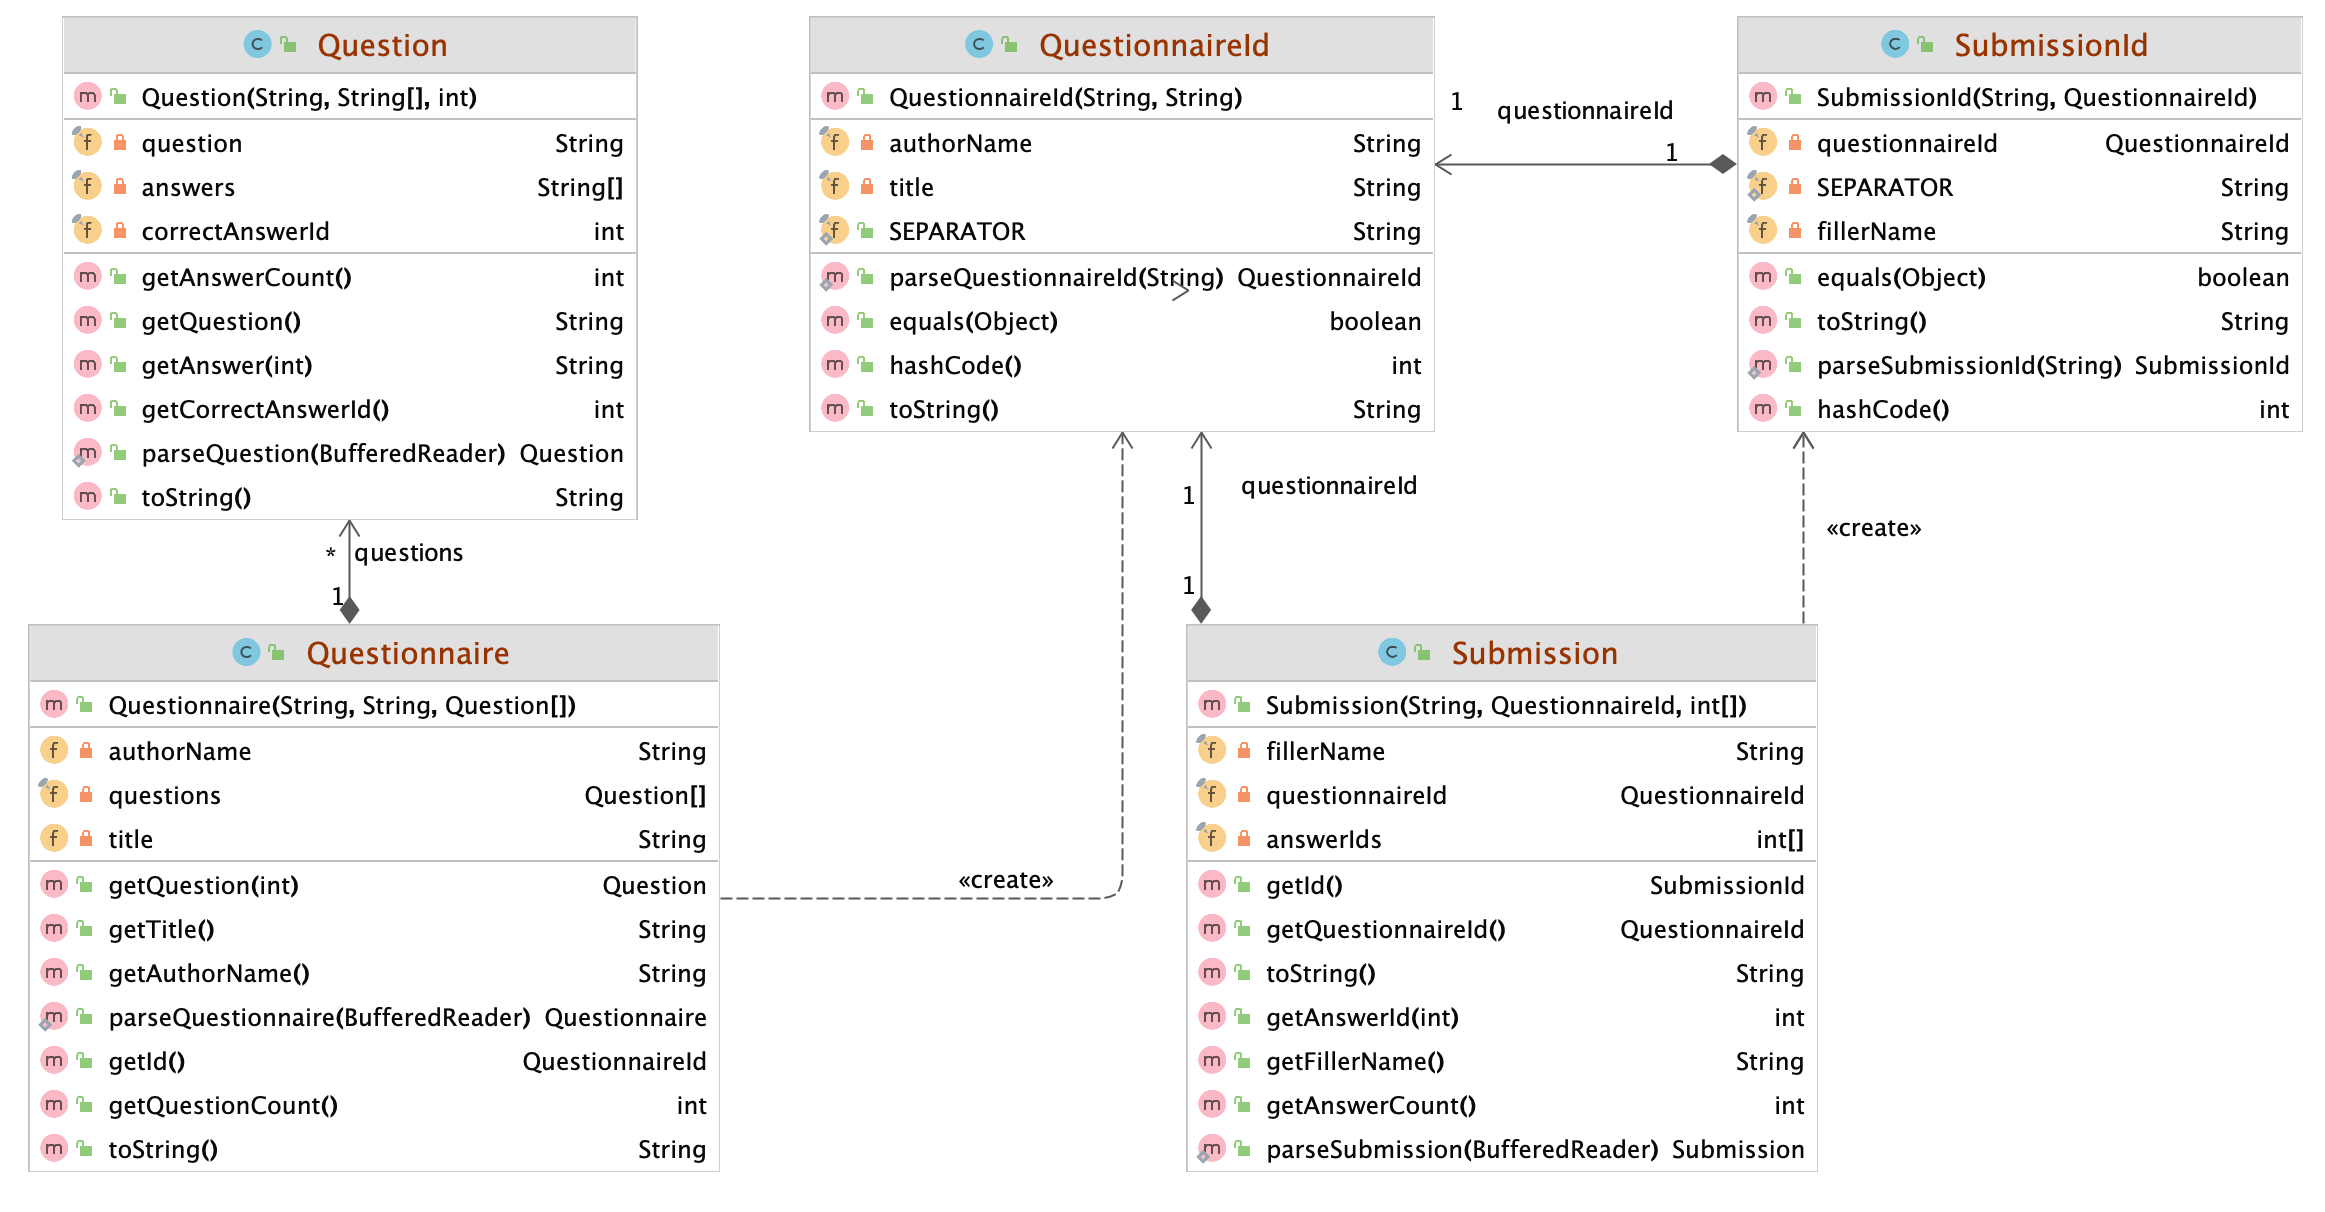 Question
Question(String, String[], int)
question String
answers String[]
correctAnswerId int
getAnswerCount() int
getQuestion() String
getAnswer(int) String
getCorrectAnswerId() int
parseQuestion(BufferedReader) Question
toString() String
QuestionnaireId
QuestionnaireId(String, String)
authorName String
title String
SEPARATOR String
parseQuestionnaireId(String) QuestionnaireId
equals(Object) boolean
hashCode() int
toString() String
1 questionnaireId
1
SubmissionId
SubmissionId(String, QuestionnaireId)
questionnaireId QuestionnaireId
SEPARATOR String
fillerName String
equals(Object) boolean
toString() String
parseSubmissionId(String) SubmissionId
hashCode() int
* questions
1
1 questionnaireId
1
«create»
Questionnaire
Questionnaire(String, String, Question[])
authorName String
questions Question[]
title String
getQuestion(int) Question
getTitle() String
getAuthorName() String
parseQuestionnaire(BufferedReader) Questionnaire
getId() QuestionnaireId
getQuestionCount() int
toString() String
«create»
Submission
Submission(String, QuestionnaireId, int[])
fillerName String
questionnaireId QuestionnaireId
answerIds int[]
getId() SubmissionId
getQuestionnaireId() QuestionnaireId
toString() String
getAnswerId(int) int
getFillerName() String
getAnswerCount() int
parseSubmission(BufferedReader) Submission